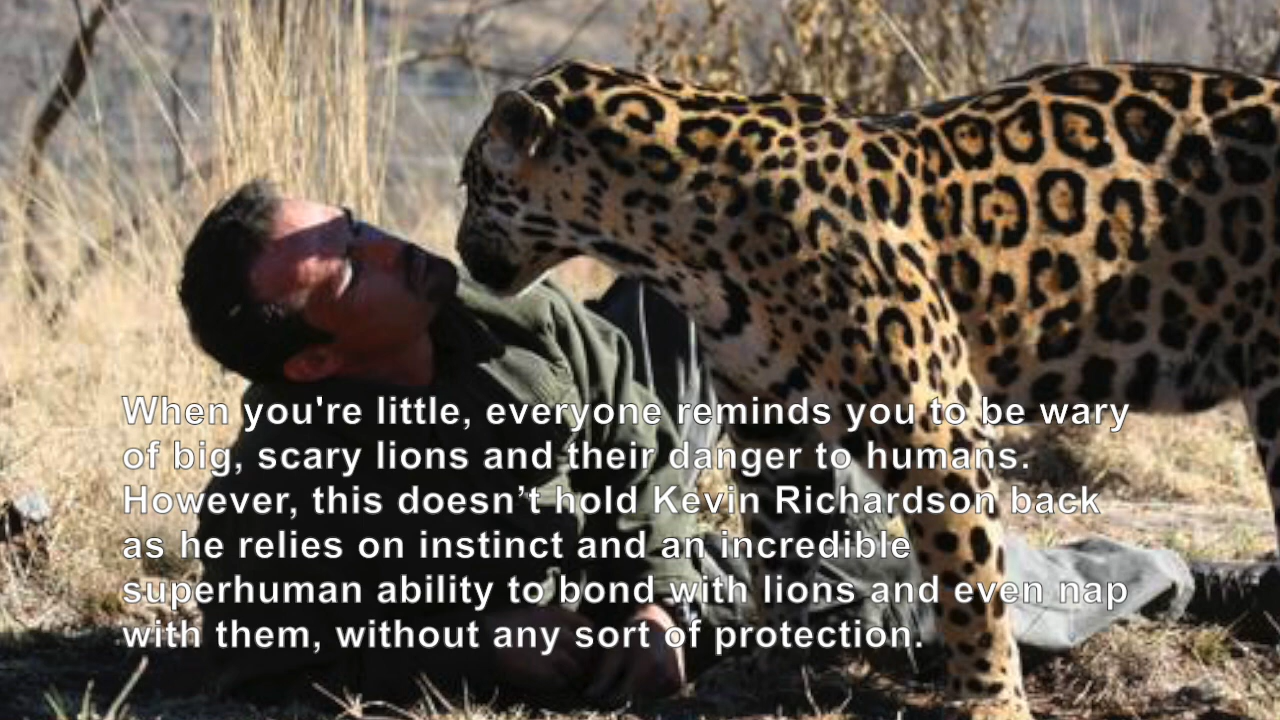 When you're little, everyone reminds you to be wary
of big, scary lions and their danger to humans.
However, this doesn’t hold Kevin Richardson back
as he relies on instinct and an incredible
superhuman ability to bond with lions and even nap
with them, without any sort of protection.